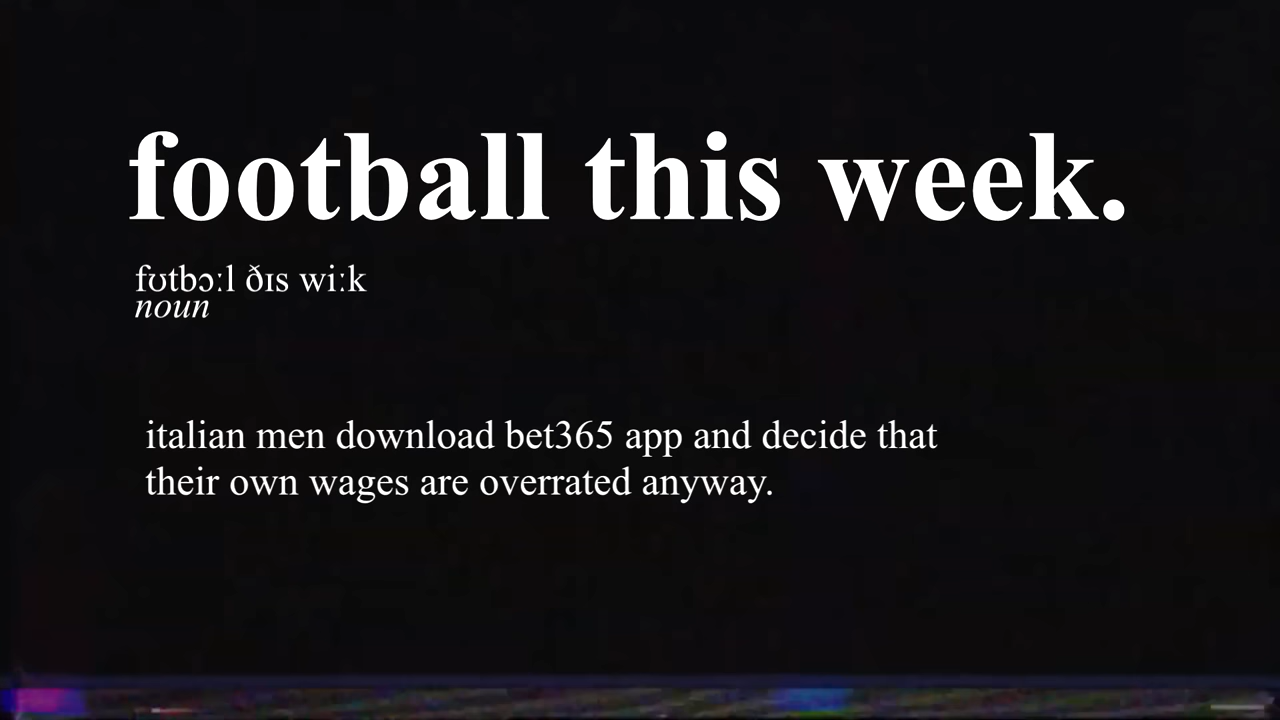 football this week.
fʊtbɔːl ðɪs wiːk
noun
italian men download bet365 app and decide that
their own wages are overrated anyway.